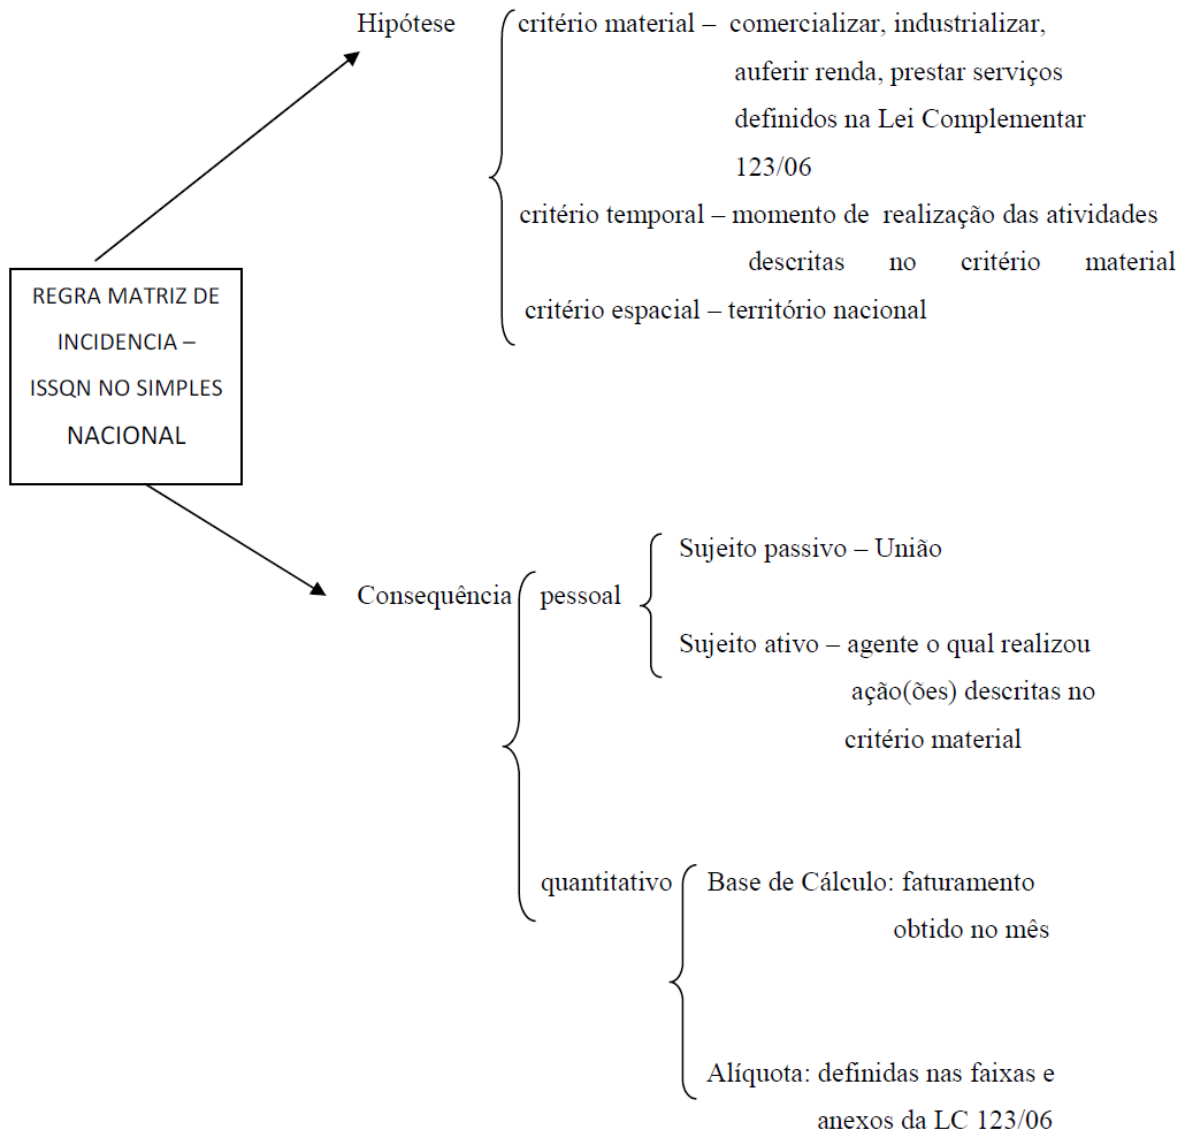 Hipótese
critério material – comercializar, industrializar,
auferir renda, prestar serviços
definidos na Lei Complementar
123/06
critério temporal – momento de realização das atividades
descritas no critério material
critério espacial – território nacional
REGRA MATRIZ DE
INCIDENCIA –
ISSQN NO SIMPLES
NACIONAL
Consequência
pessoal
Sujeito passivo – União
Sujeito ativo – agente o qual realizou
ação(ões) descritas no
critério material
quantitativo
Base de Cálculo: faturamento
obtido no mês
Alíquota: definidas nas faixas e
anexos da LC 123/06